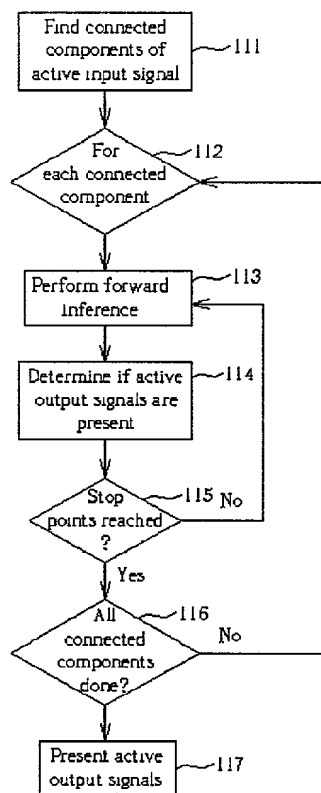 Find connected
components of
active input signal
111
For
each connected
component
112
Perform forward
inference
113
Determine if active
output signals are
present
114
Stop
points reached
?
115
No
Yes
All
connected
components
done?
116
No
Present active
output signals
117